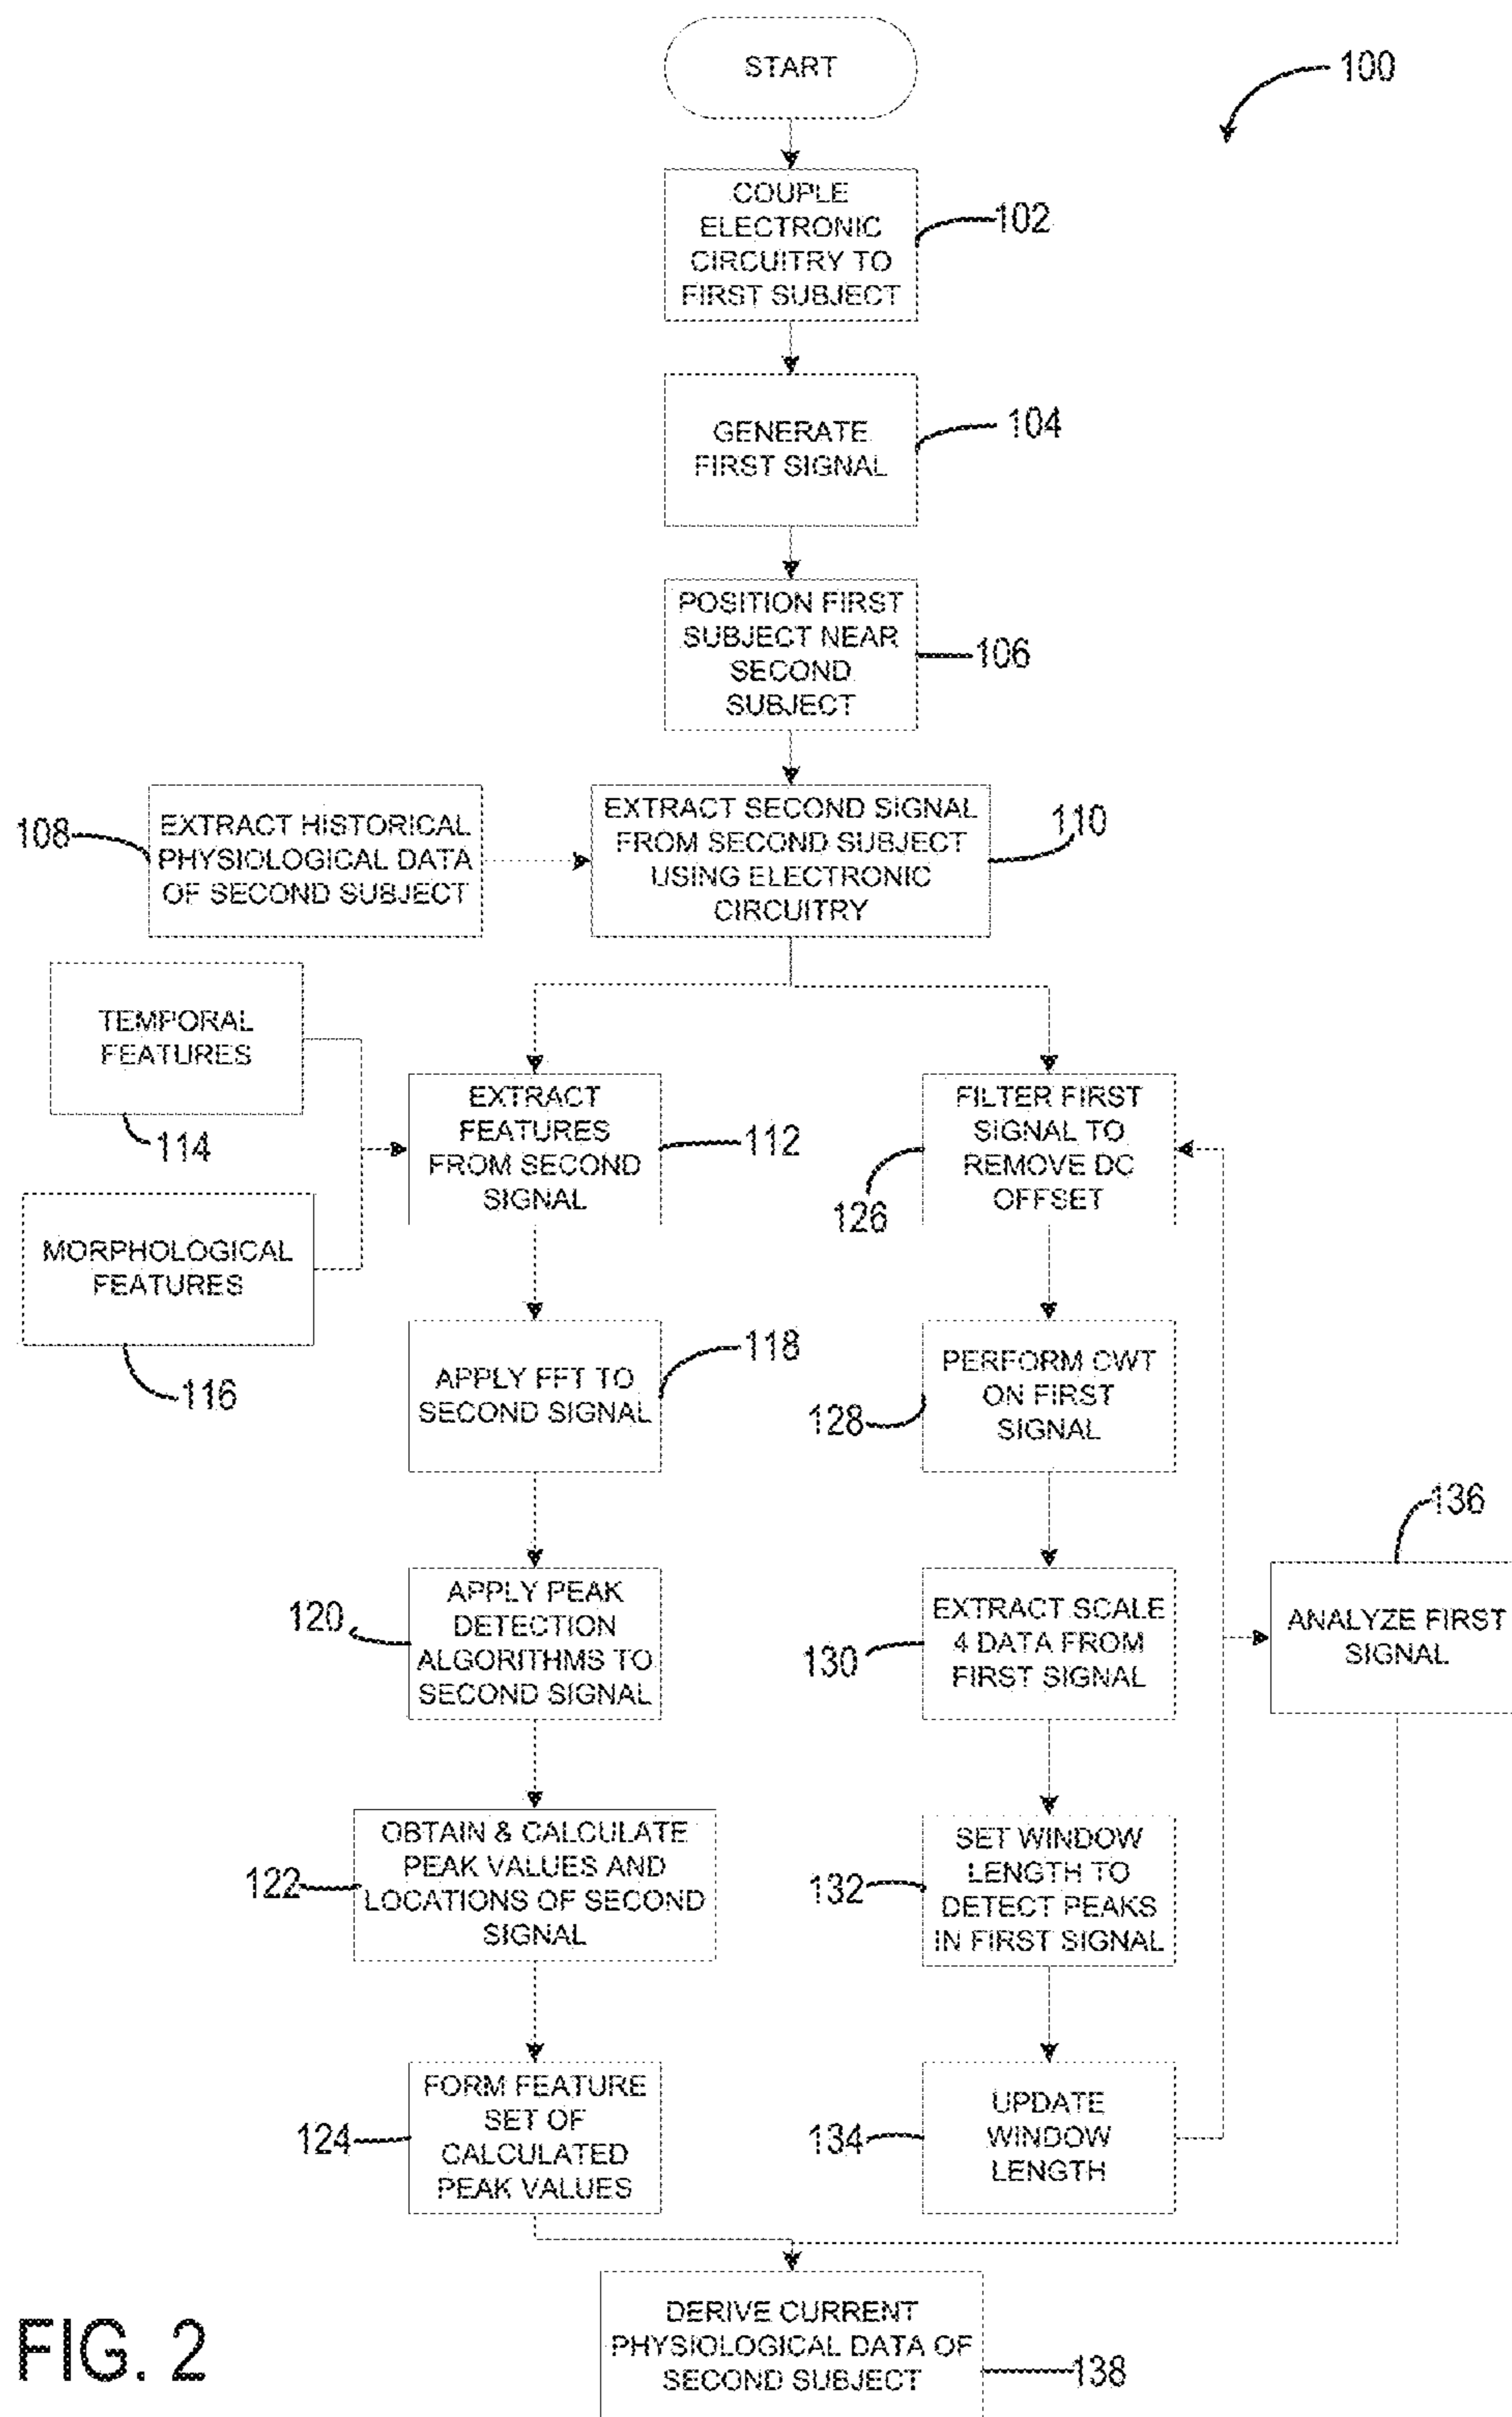 START
100
COUPLE
ELECTRONIC
CIRCUITRY TO
FIRST SUBJECT
102
GENERATE
FIRST SIGNAL
104
POSITION FIRST
SUBJECT NEAR
SECOND
SUBJECT
106
108
EXTRACT HISTORICAL
PHYSIOLOGICAL DATA
OF SECOND SUBJECT
EXTRACT SECOND SIGNAL
FROM SECOND SUBJECT
USING ELECTRONIC
CIRCUITRY
110
TEMPORAL
FEATURES
114
MORPHOLOGICAL
FEATURES
116
EXTRACT
FEATURES
FROM SECOND
SIGNAL
112
FILTER FIRST
SIGNAL TO
REMOVE DC
OFFSET
126
APPLY FFT TO
SECOND SIGNAL
118
PERFORM CWT
ON FIRST
SIGNAL
128
120
APPLY PEAK
DETECTION
ALGORITHMS TO
SECOND SIGNAL
130
EXTRACT SCALE
4 DATA FROM
FIRST SIGNAL
136
ANALYZE FIRST
SIGNAL
122
OBTAIN & CALCULATE
PEAK VALUES AND
LOCATIONS OF SECOND
SIGNAL
132
SET WINDOW
LENGTH TO
DETECT PEAKS
IN FIRST SIGNAL
124
FORM FEATURE
SET OF
CALCULATED
PEAK VALUES
134
UPDATE
WINDOW
LENGTH
DERIVE CURRENT
PHYSIOLOGICAL DATA OF
SECOND SUBJECT
138
FIG. 2